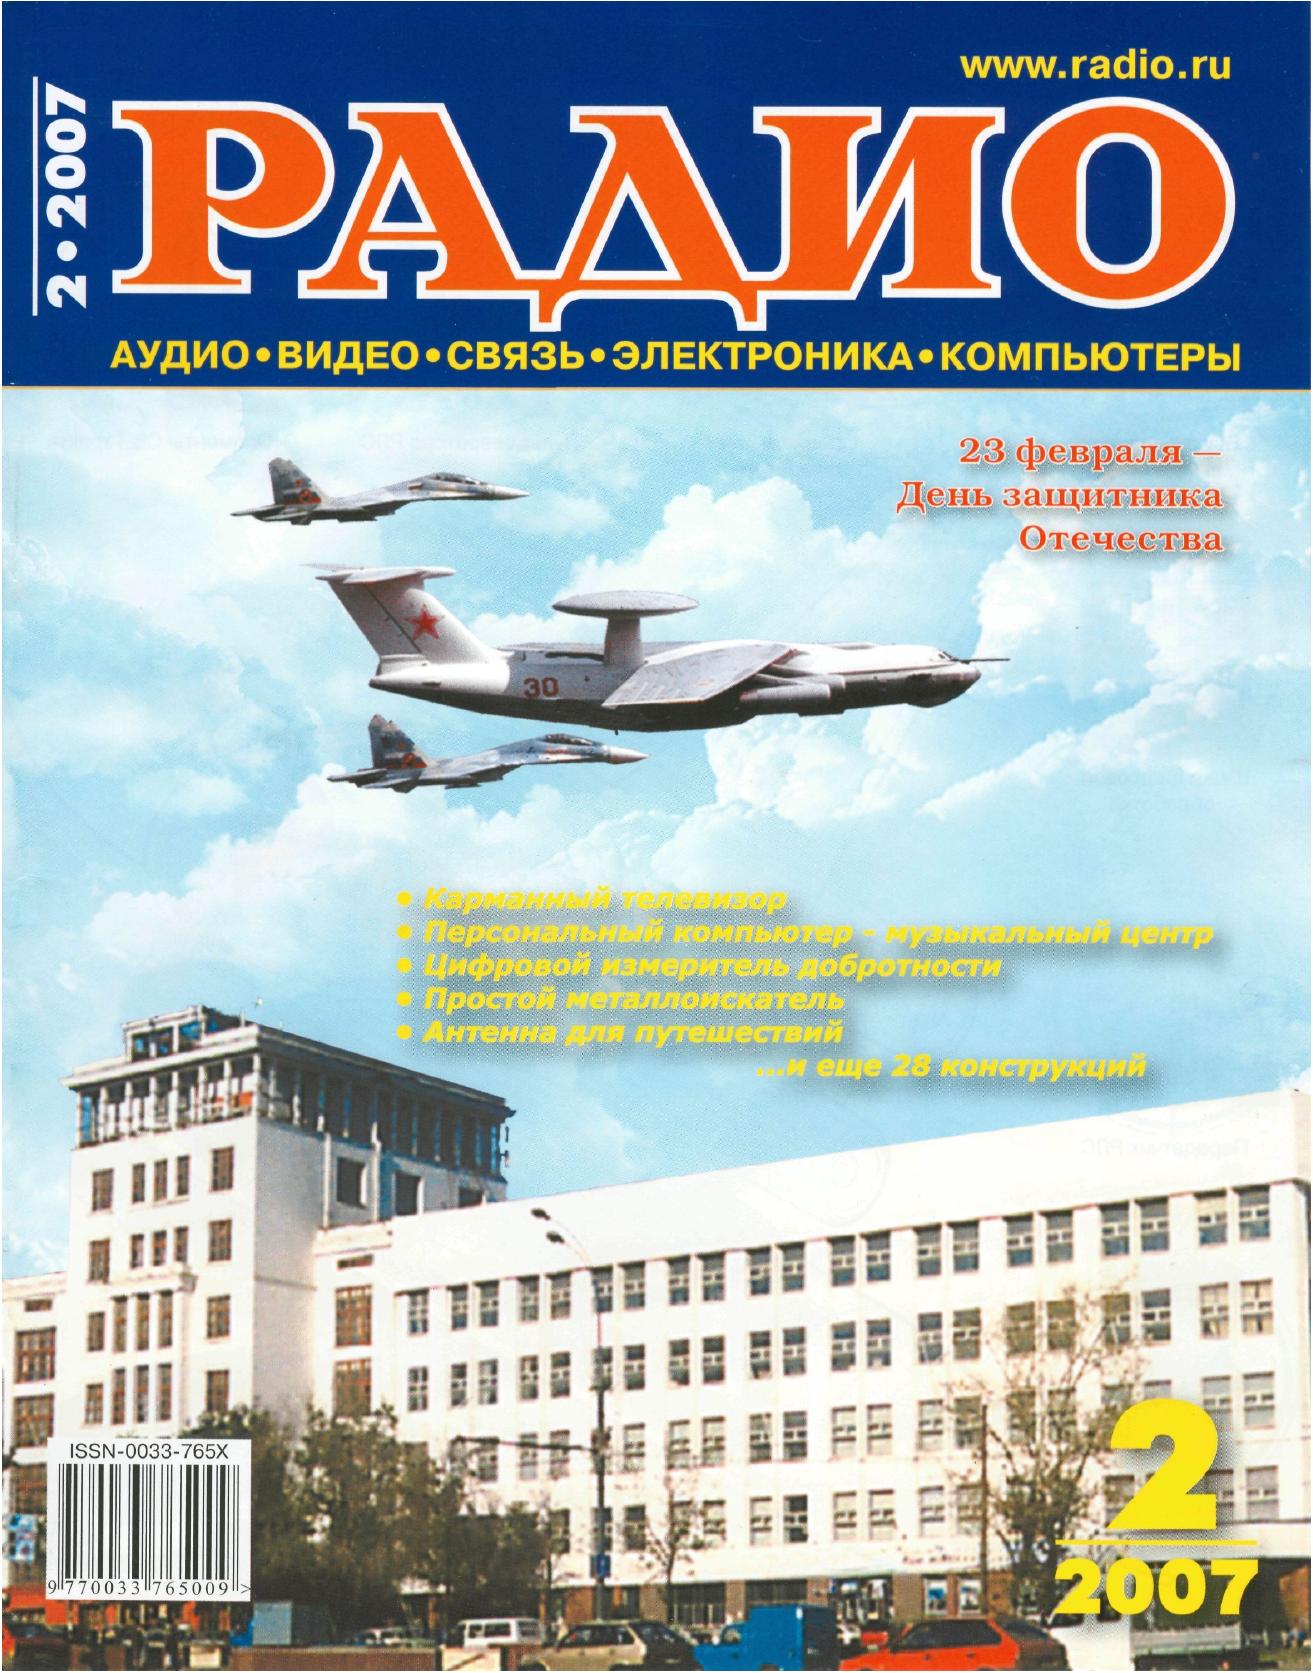 www.radio.ru
2•2007
РАДИО
АУДИО•ВИДЕО•СВЯЗЬ•ЭЛЕКТРОНИКА•КОМПЬЮТЕРЫ
23 февраля —
День защитника
Отечества
30
• Карманный телевизор
• Персональный компьютер - музыкальный центр
• Цифровой измеритель добротности
• Простой металлоискатель
• Антенна для путешествий
...и еще 28 конструкций
ISSN-0033-765X
9 770033 765009 >
2
2007